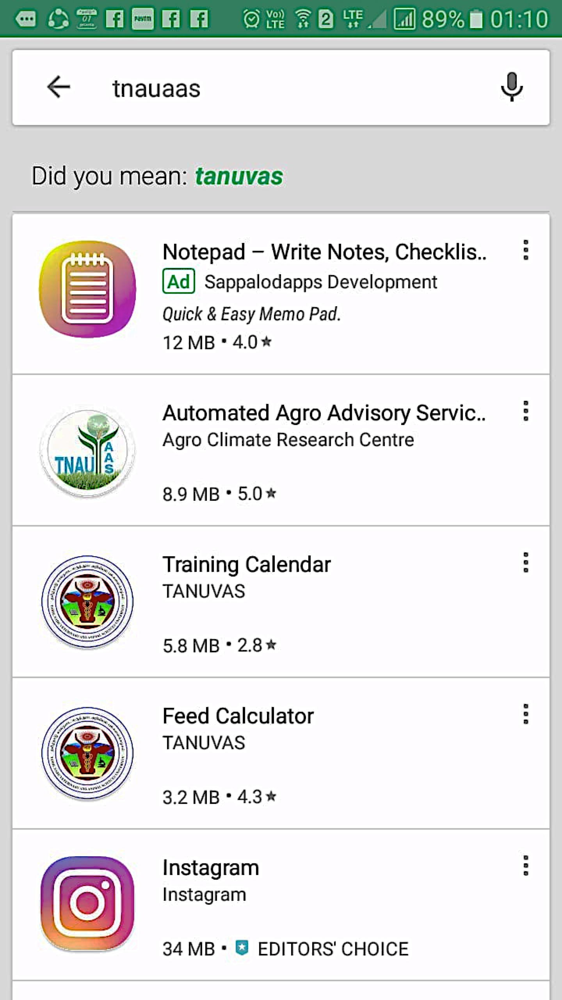 Paytm
Vo)) LTE
2
LTE
89%
01:10
tnauaas
Did you mean: tanuvas
Notepad – Write Notes, Checklis..
Ad Sappalodapps Development
Quick & Easy Memo Pad.
12 MB • 4.0★
TNAU AAS
Automated Agro Advisory Servic..
Agro Climate Research Centre
8.9 MB • 5.0★
Training Calendar
TANUVAS
5.8 MB • 2.8★
Feed Calculator
TANUVAS
3.2 MB • 4.3★
Instagram
Instagram
34 MB • EDITORS' CHOICE